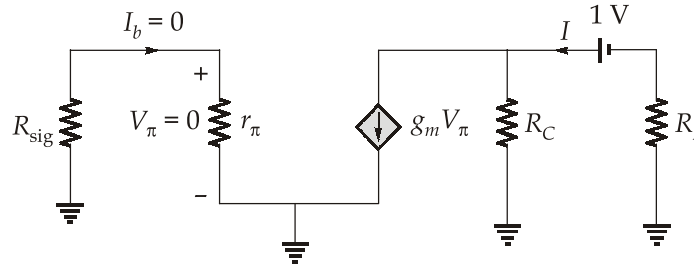 I_b = 0
I
1 V
+
R_sig
V_π = 0
r_π
g_m V_π
R_C
R
–